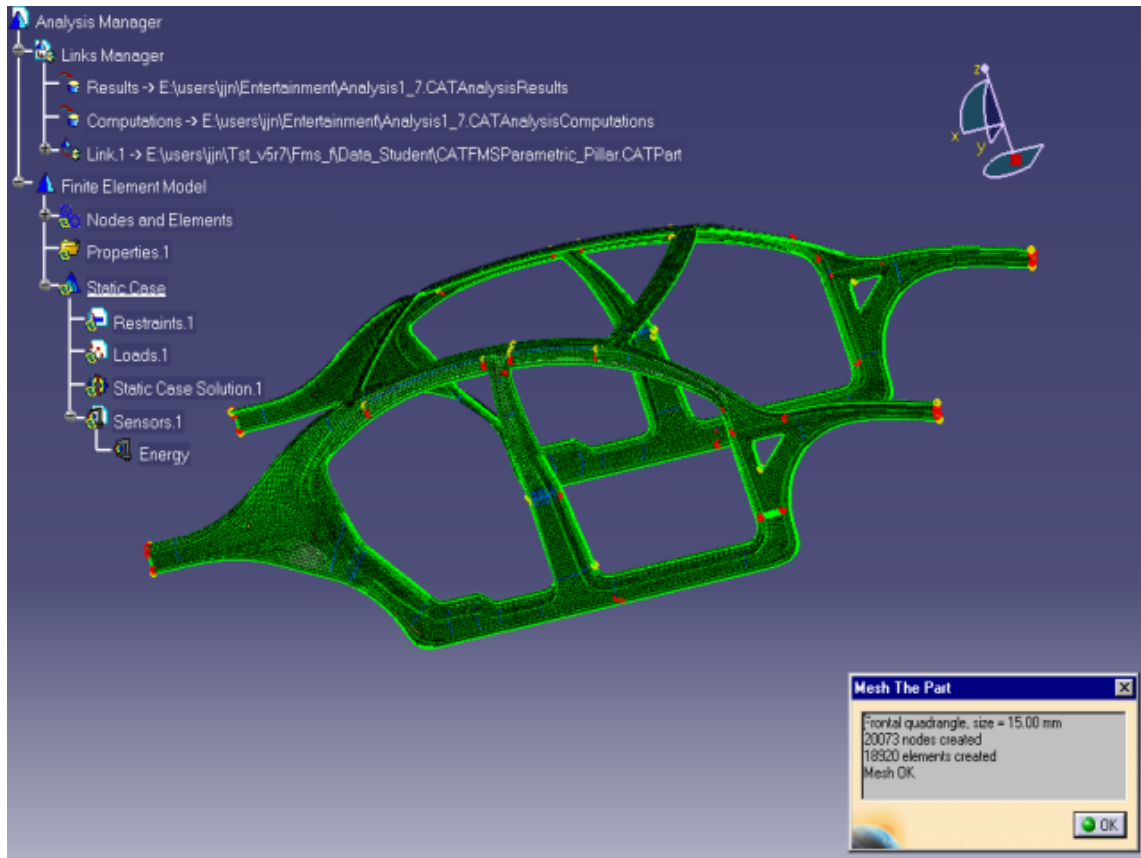 Analysis Manager
Links Manager
Results -> E:\users\jjn\Entertainment\Analysis1_7.CATAnalysisResults
Computations -> E:\users\jjn\Entertainment\Analysis1_7.CATAnalysisComputations
Link.1 -> E:\users\jjn\Tst_v5r7\Fms_f\Data_Student\CATFMSParametric_Pillar.CATPart
Finite Element Model
Nodes and Elements
Properties.1
Static Case
Restraints.1
Loads.1
Static Case Solution.1
Sensors.1
Energy
z
x
y
Mesh The Part
Frontal quadrangle, size = 15.00 mm
20073 nodes created
18920 elements created
Mesh OK
OK